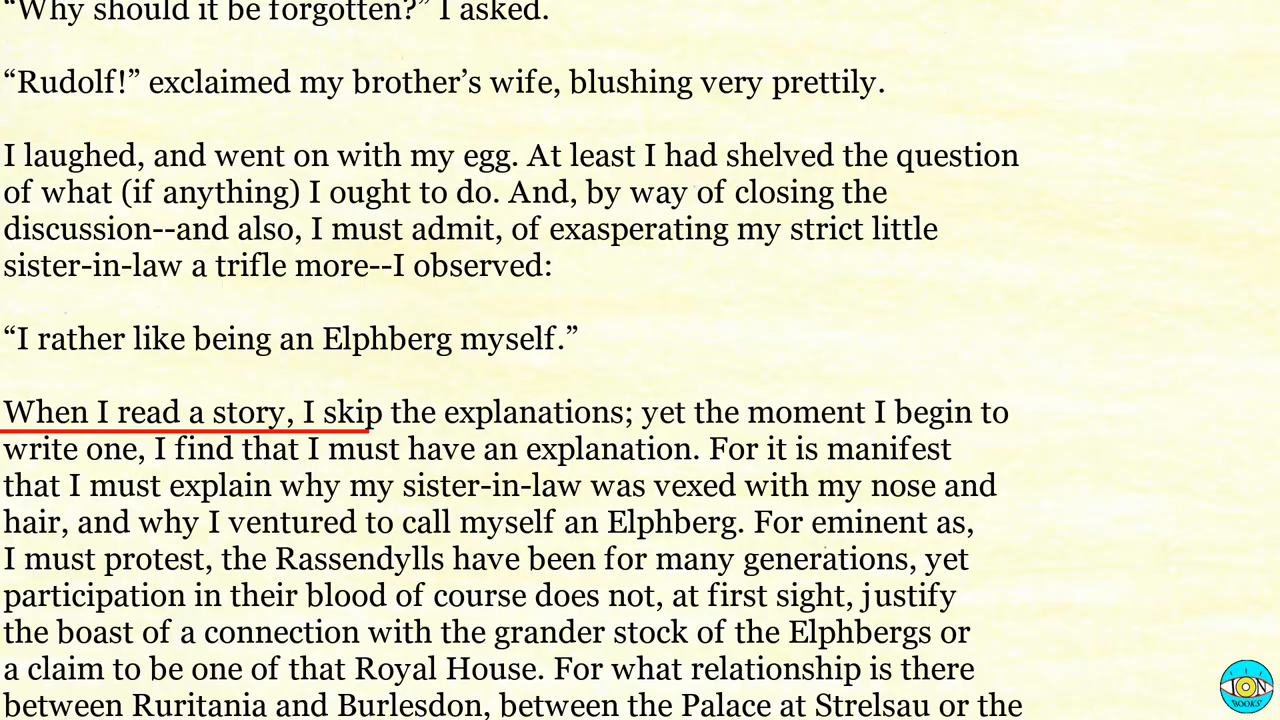 “Why should it be forgotten?” I asked.
“Rudolf!” exclaimed my brother’s wife, blushing very prettily.
I laughed, and went on with my egg. At least I had shelved the question
of what (if anything) I ought to do. And, by way of closing the
discussion--and also, I must admit, of exasperating my strict little
sister-in-law a trifle more--I observed:
“I rather like being an Elphberg myself.”
When I read a story, I skip the explanations; yet the moment I begin to
write one, I find that I must have an explanation. For it is manifest
that I must explain why my sister-in-law was vexed with my nose and
hair, and why I ventured to call myself an Elphberg. For eminent as,
I must protest, the Rassendylls have been for many generations, yet
participation in their blood of course does not, at first sight, justify
the boast of a connection with the grander stock of the Elphbergs or
a claim to be one of that Royal House. For what relationship is there
between Ruritania and Burlesdon, between the Palace at Strelsau or the
ION
BOOKS